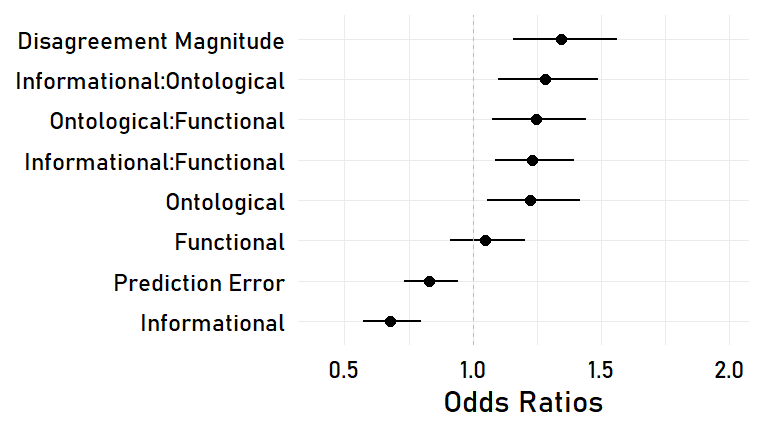 Disagreement Magnitude
Informational:Ontological
Ontological:Functional
Informational:Functional
Ontological
Functional
Prediction Error
Informational
0.5 1.0 1.5 2.0
Odds Ratios